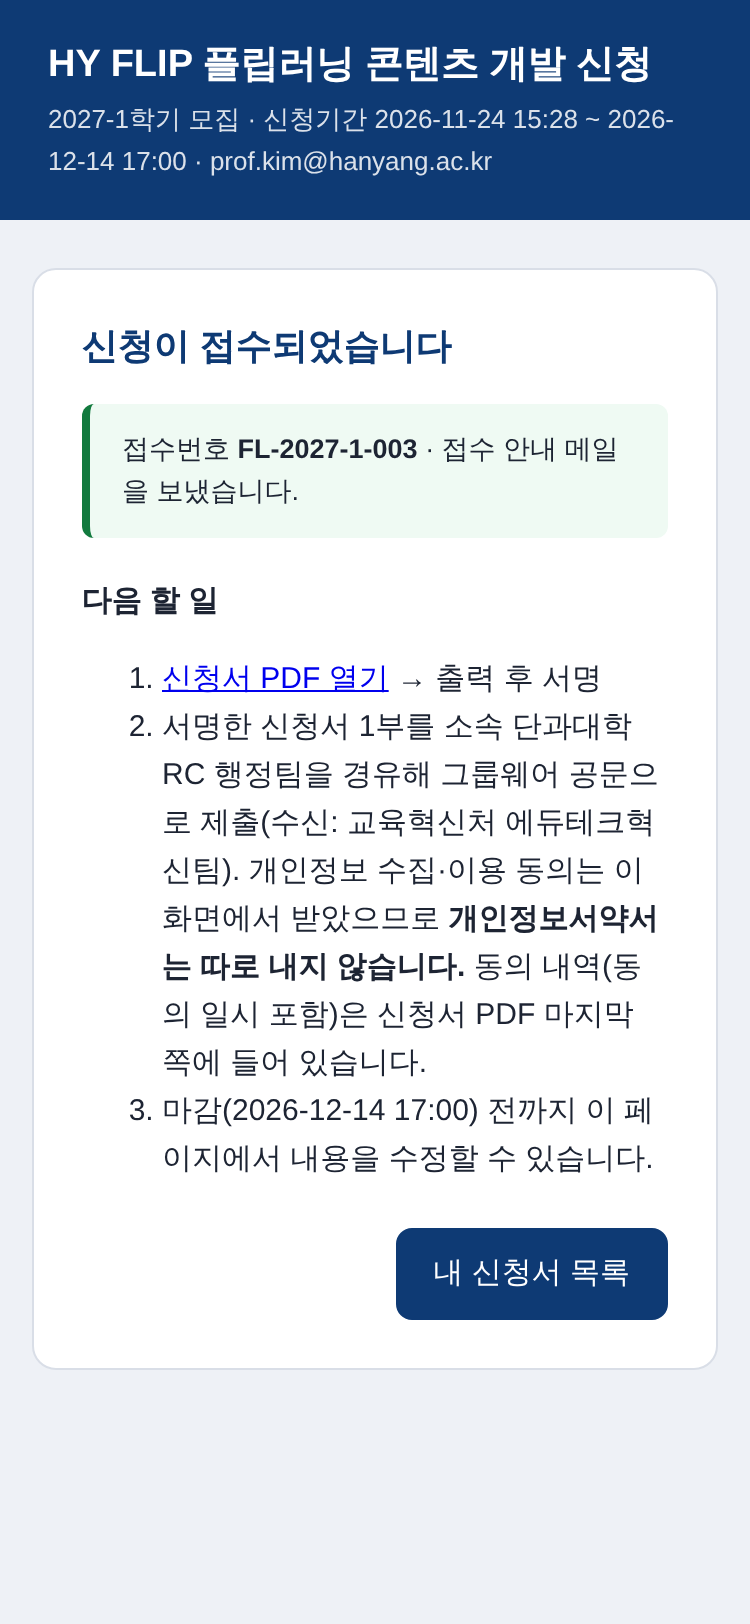 HY FLIP 플립러닝 콘텐츠 개발 신청
2027-1학기 모집 · 신청기간 2026-11-24 15:28 ~ 2026-
12-14 17:00 · prof.kim@hanyang.ac.kr
신청이 접수되었습니다
접수번호 FL-2027-1-003 · 접수 안내 메일
을 보냈습니다.
다음 할 일
1. 신청서 PDF 열기 → 출력 후 서명
2. 서명한 신청서 1부를 소속 단과대학
RC 행정팀을 경유해 그룹웨어 공문으
로 제출(수신: 교육혁신처 에듀테크혁
신팀). 개인정보 수집·이용 동의는 이
화면에서 받았으므로 개인정보서약서
는 따로 내지 않습니다. 동의 내역(동
의 일시 포함)은 신청서 PDF 마지막
쪽에 들어 있습니다.
3. 마감(2026-12-14 17:00) 전까지 이 페
이지에서 내용을 수정할 수 있습니다.
내 신청서 목록